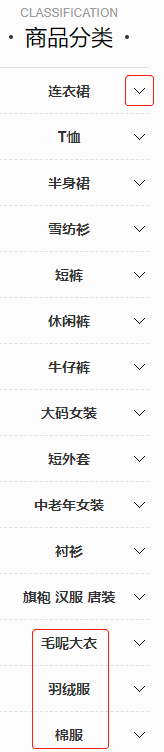 CLASSIFICATION
• 商品分类 •
连衣裙
T恤
半身裙
雪纺衫
短裤
休闲裤
牛仔裤
大码女装
短外套
中老年女装
衬衫
旗袍 汉服 唐装
毛呢大衣
羽绒服
棉服